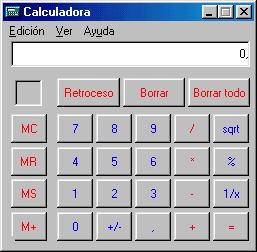 Calculadora
Edición Ver Ayuda
0,
Retroceso Borrar Borrar todo
MC 7 8 9 / sqrt
MR 4 5 6 * %
MS 1 2 3 - 1/x
M+ 0 +/- , + =